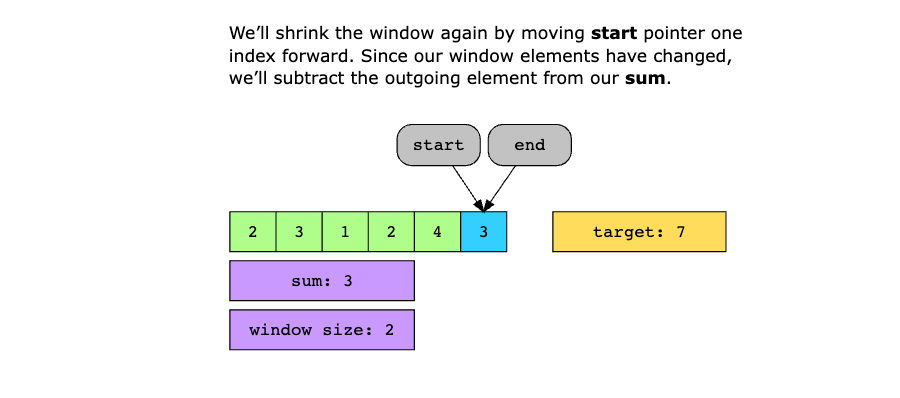 We’ll shrink the window again by moving start pointer one
index forward. Since our window elements have changed,
we’ll subtract the outgoing element from our sum.
start end
2 3 1 2 4 3 target: 7
sum: 3
window size: 2